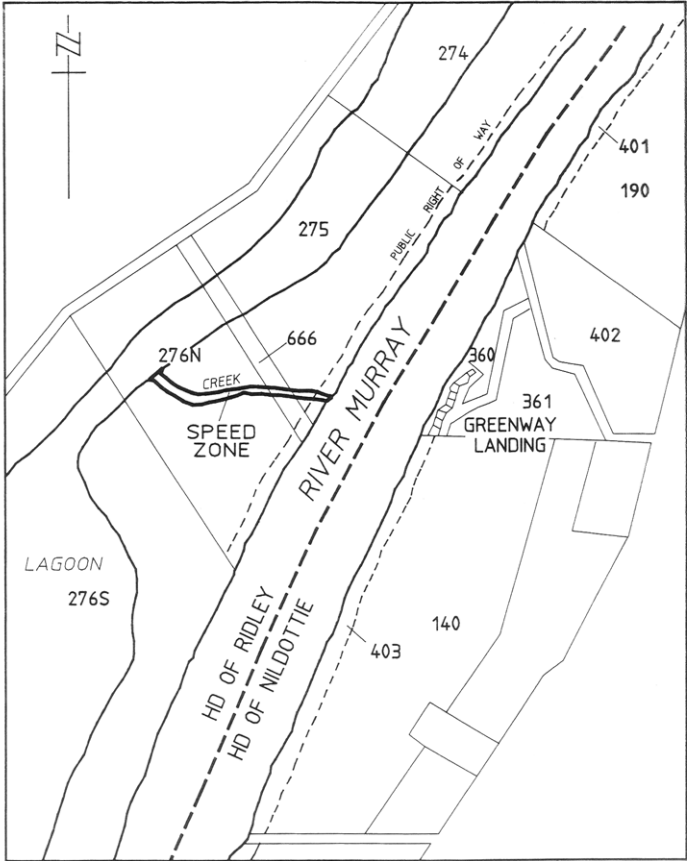 N
274
401
190
PUBLIC RIGHT OF WAY
275
402
666
360
276N
CREEK
361
GREENWAY
LANDING
SPEED
ZONE
RIVER MURRAY
LAGOON
276S
HD OF RIDLEY
HD OF NILDOTTIE
140
403